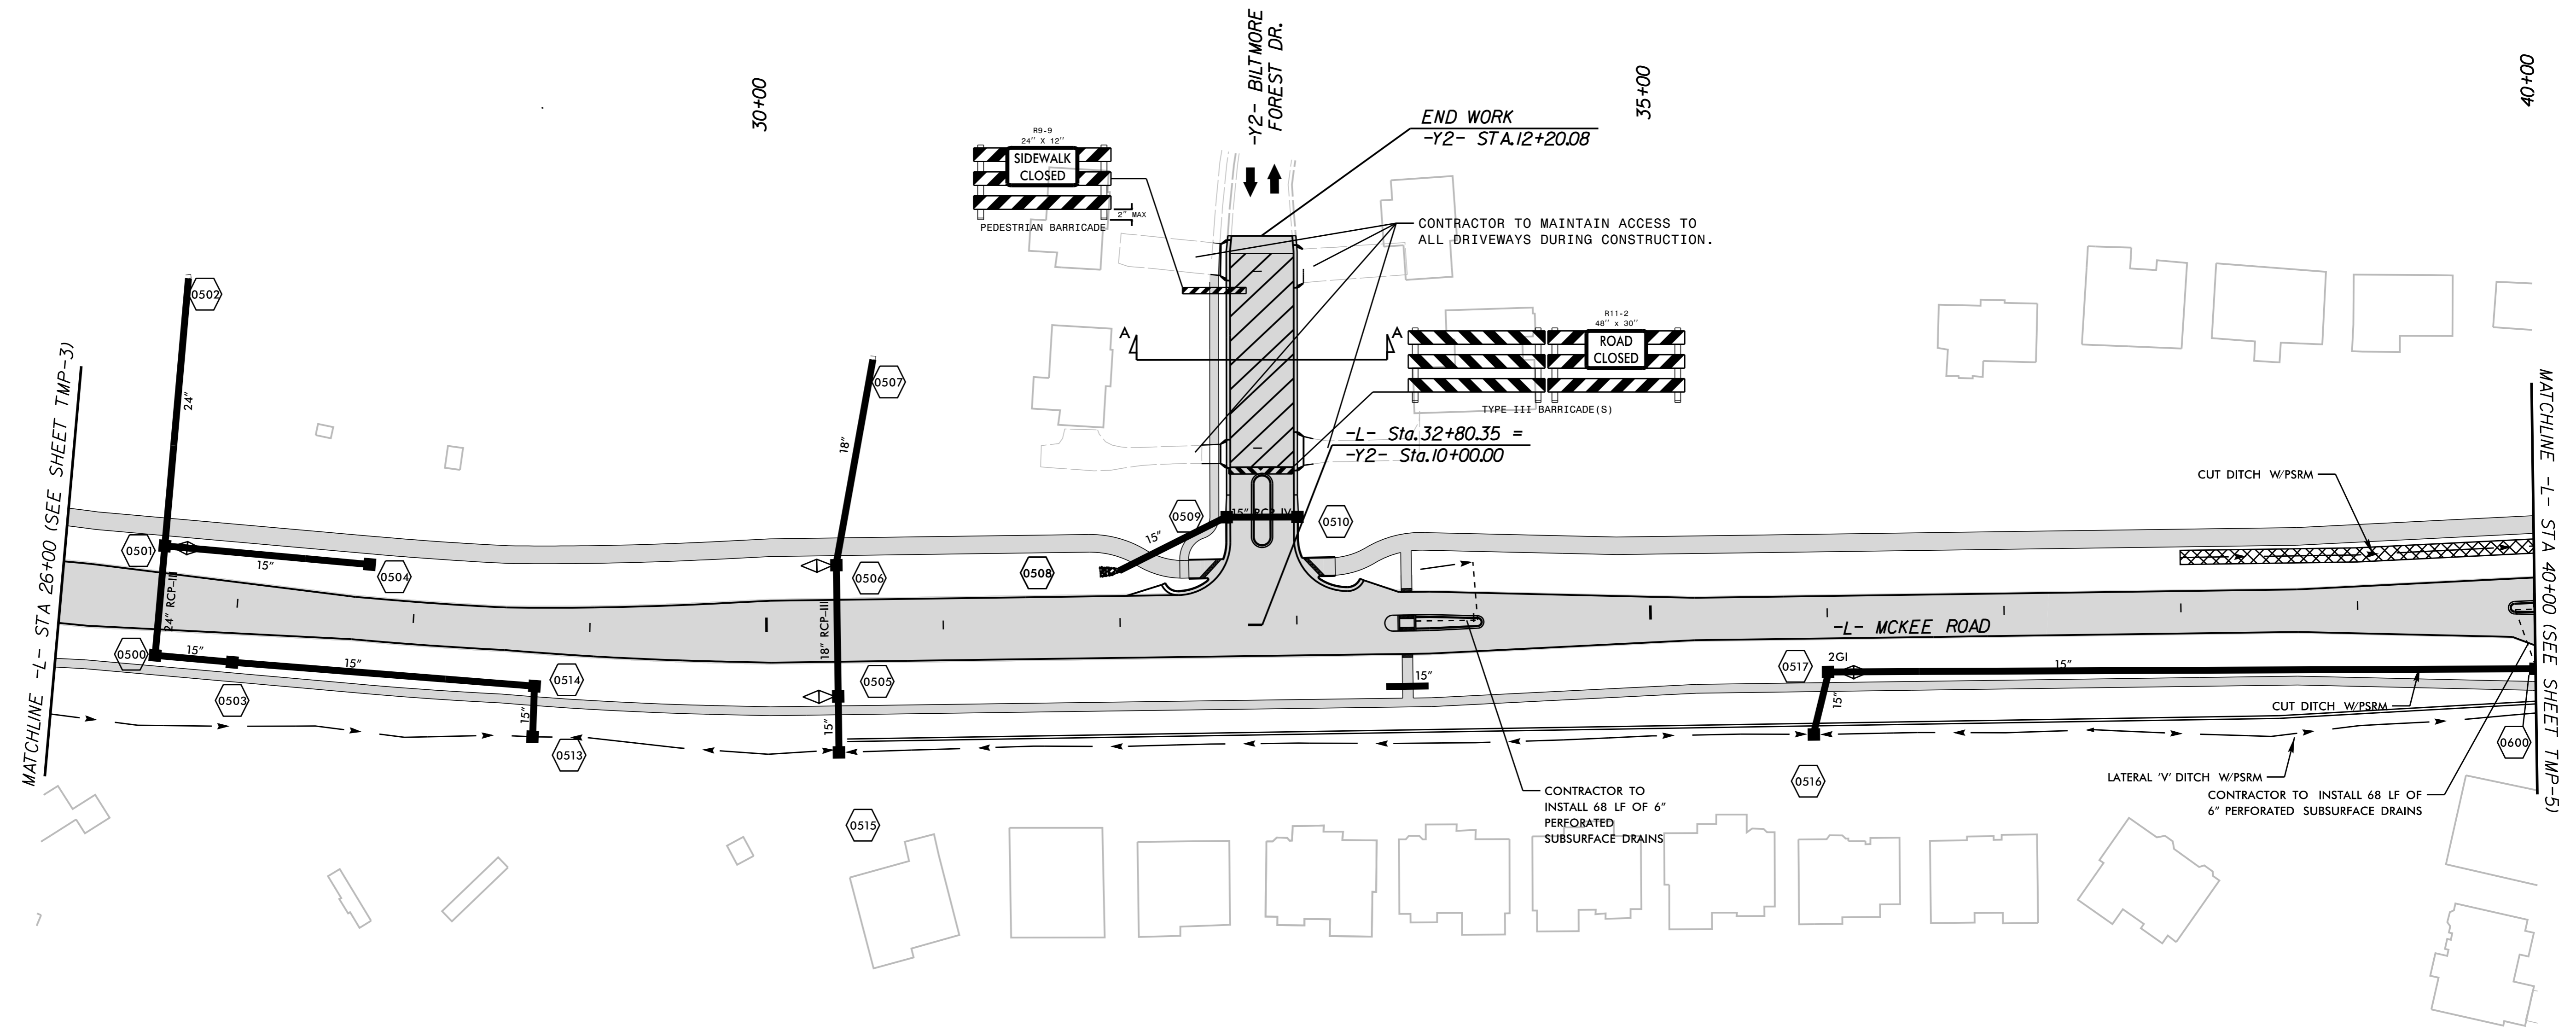 30+00
35+00
40+00
-Y2- BILTMORE
FOREST DR.
END WORK
-Y2- STA.12+20.08
R9-9
24" X 12"
SIDEWALK
CLOSED
2" MAX
PEDESTRIAN BARRICADE
CONTRACTOR TO MAINTAIN ACCESS TO
ALL DRIVEWAYS DURING CONSTRUCTION.
0502
24"
0507
18"
A
A
R11-2
48" x 30"
ROAD
CLOSED
TYPE III BARRICADE(S)
-L- Sta.32+80.35 =
-Y2- Sta.10+00.00
MATCHLINE -L- STA 26+00 (SEE SHEET TMP-3)
MATCHLINE -L- STA 40+00 (SEE SHEET TMP-5)
CUT DITCH W/PSRM
0509
15" RCP-IV
0510
15"
0501
15"
0504
0506
0508
24" RCP-III
18" RCP-III
-L- MCKEE ROAD
0500
15"
15"
0514
0505
0503
15"
0513
15"
15"
0517
2GI
15"
15"
CUT DITCH W/PSRM
0600
0516
LATERAL 'V' DITCH W/PSRM
CONTRACTOR TO INSTALL 68 LF OF
6" PERFORATED SUBSURFACE DRAINS
CONTRACTOR TO
INSTALL 68 LF OF 6"
PERFORATED
SUBSURFACE DRAINS
0515